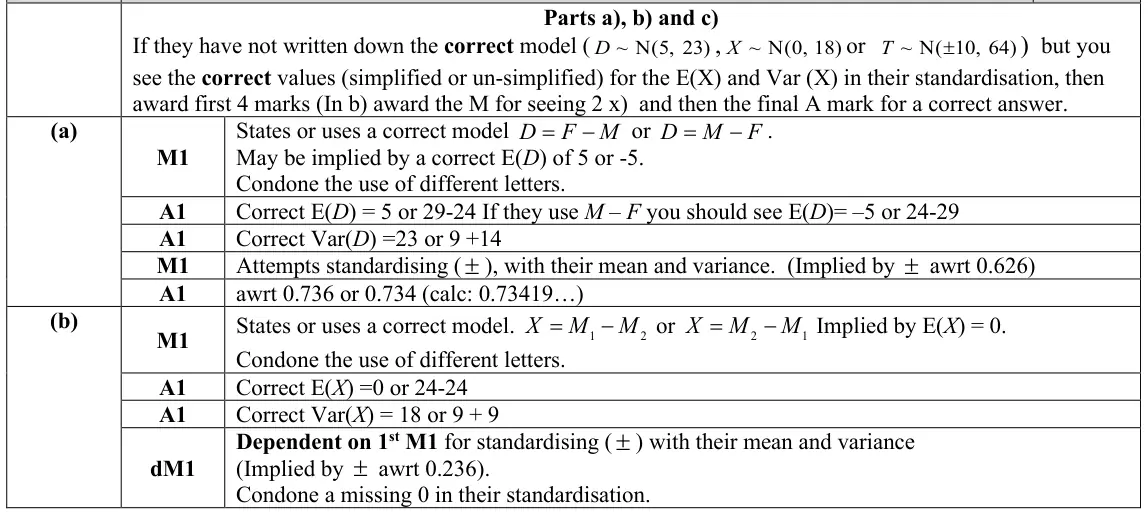 Parts a), b) and c)
If they have not written down the correct model ( D ~ N(5, 23) , X ~ N(0, 18) or T ~ N(±10, 64) ) but you
see the correct values (simplified or un-simplified) for the E(X) and Var (X) in their standardisation, then
award first 4 marks (In b) award the M for seeing 2 x) and then the final A mark for a correct answer.
(a)
M1
States or uses a correct model D = F − M or D = M − F .
May be implied by a correct E(D) of 5 or -5.
Condone the use of different letters.
A1 Correct E(D) = 5 or 29-24 If they use M – F you should see E(D)= –5 or 24-29
A1 Correct Var(D) =23 or 9 +14
M1 Attempts standardising ( ± ), with their mean and variance. (Implied by ± awrt 0.626)
A1 awrt 0.736 or 0.734 (calc: 0.73419…)
(b)
M1
States or uses a correct model. X = M₁ − M₂ or X = M₂ − M₁ Implied by E(X) = 0.
Condone the use of different letters.
A1 Correct E(X) =0 or 24-24
A1 Correct Var(X) = 18 or 9 + 9
dM1
Dependent on 1st M1 for standardising ( ± ) with their mean and variance
(Implied by ± awrt 0.236).
Condone a missing 0 in their standardisation.